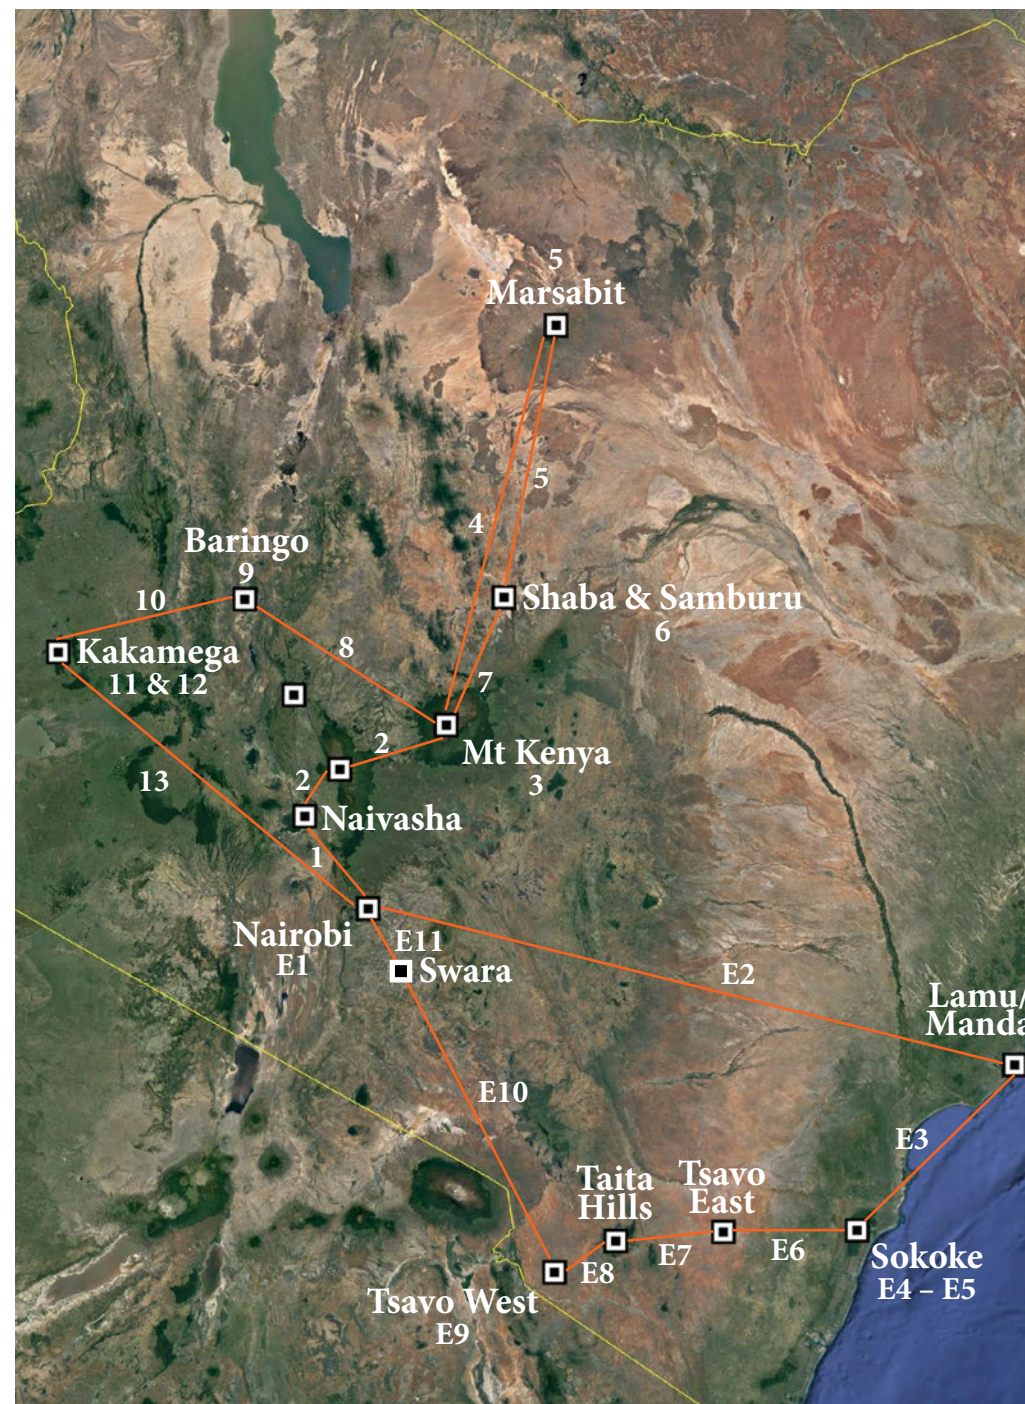 5
Marsabit
5
4
Baringo
9
10
Shaba & Samburu
6
Kakamega
11 & 12
8
7
2
Mt Kenya
3
13
2
Naivasha
1
Nairobi
E1
E11
Swara
E2
Lamu/
Manda
E10
E3
Taita
Hills
Tsavo
East
E8
E7
E6
Sokoke
E4 – E5
Tsavo West
E9